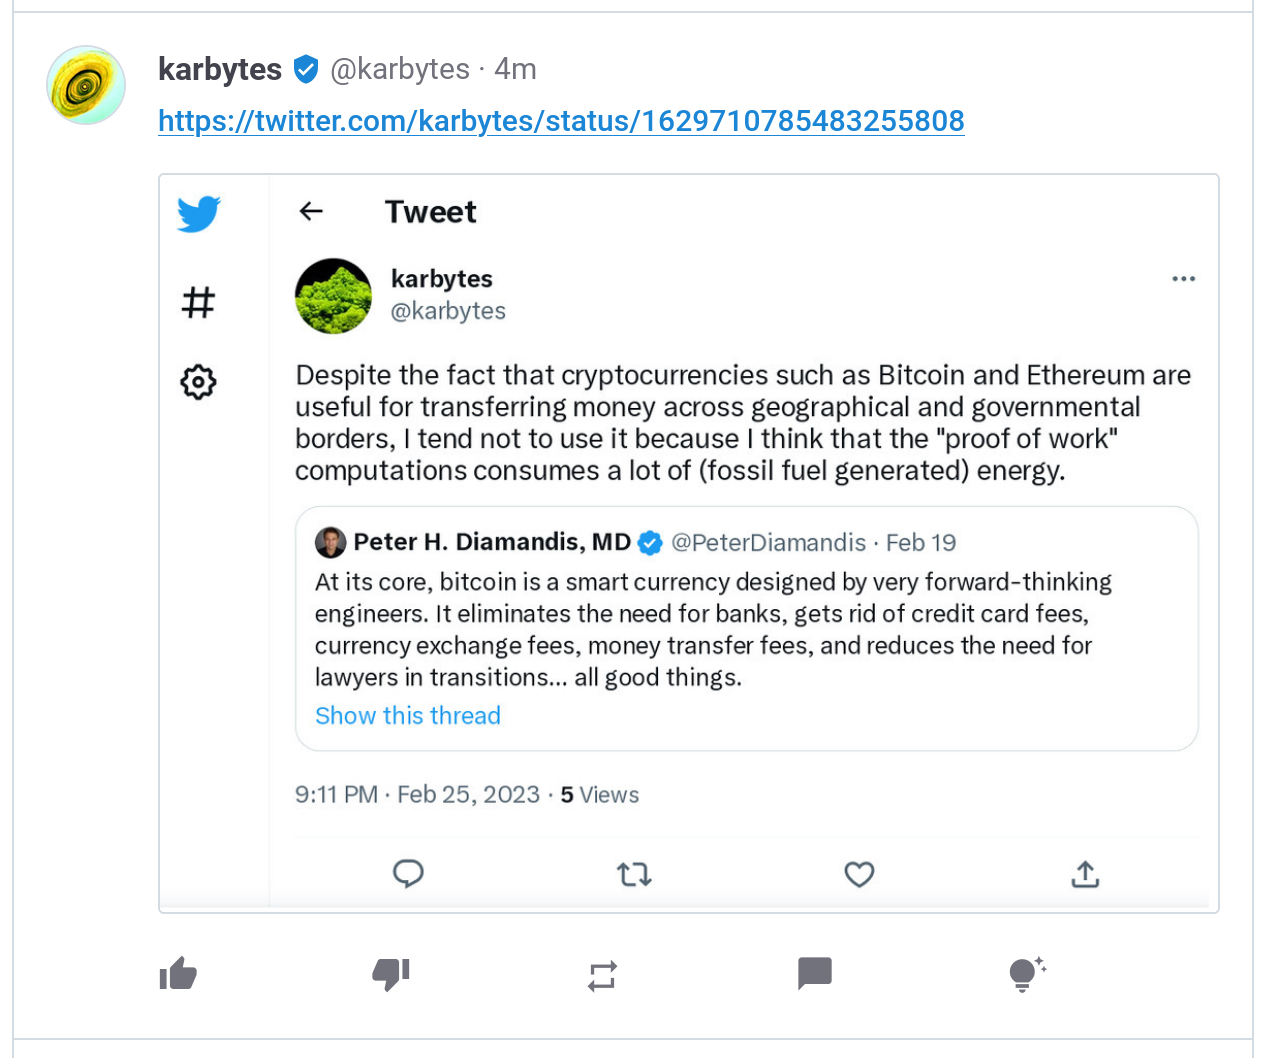 karbytes @karbytes · 4m
https://twitter.com/karbytes/status/1629710785483255808
Tweet
karbytes
@karbytes
Despite the fact that cryptocurrencies such as Bitcoin and Ethereum are
useful for transferring money across geographical and governmental
borders, I tend not to use it because I think that the "proof of work"
computations consumes a lot of (fossil fuel generated) energy.
Peter H. Diamandis, MD @PeterDiamandis · Feb 19
At its core, bitcoin is a smart currency designed by very forward-thinking
engineers. It eliminates the need for banks, gets rid of credit card fees,
currency exchange fees, money transfer fees, and reduces the need for
lawyers in transitions... all good things.
Show this thread
9:11 PM · Feb 25, 2023 · 5 Views